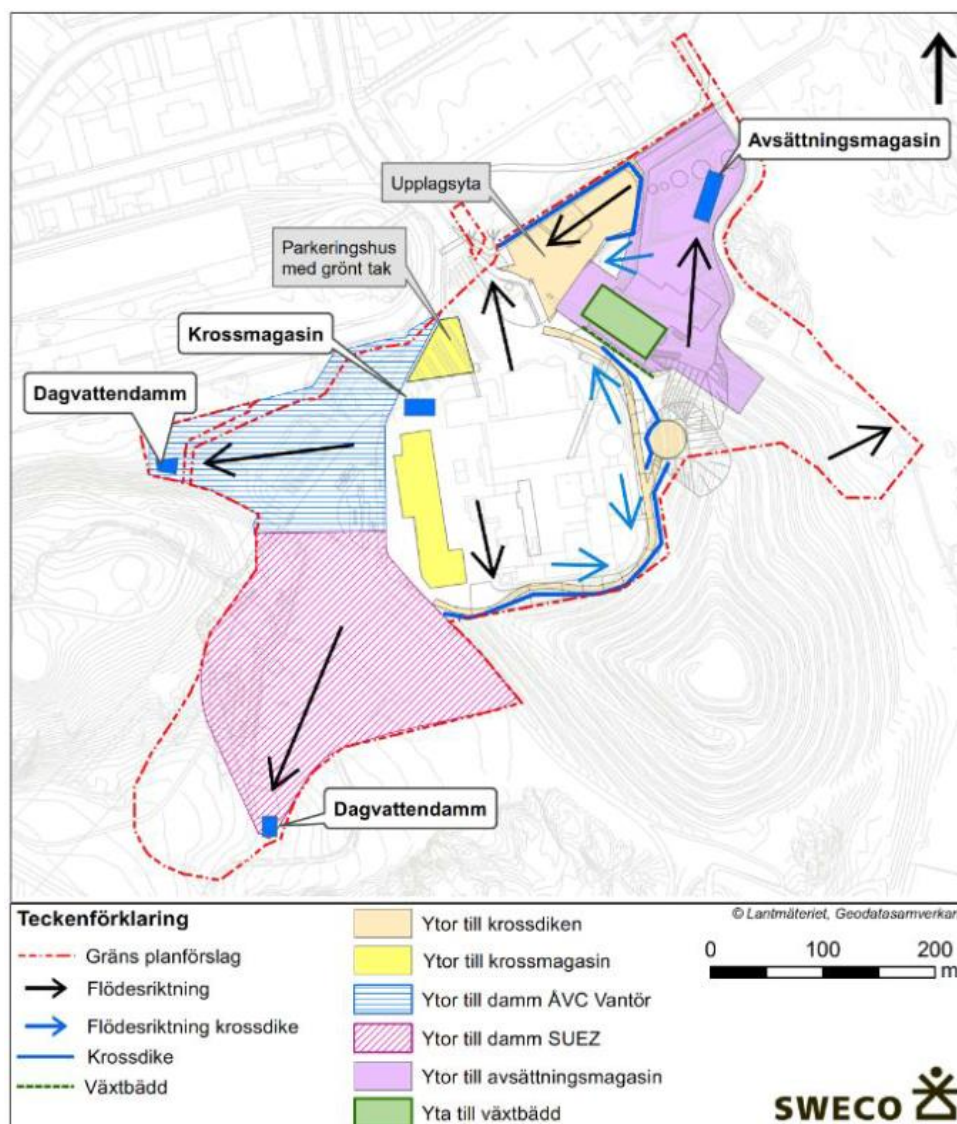 Avsättningsmagasin
Upplagsyta
Parkeringshus
med grönt tak
Krossmagasin
Dagvattendamm
Dagvattendamm
Teckenförklaring
Gräns planförslag
Flödesriktning
Flödesriktning krossdike
Krossdike
Växtbädd
Ytor till krossdiken
Ytor till krossmagasin
Ytor till damm ÅVC Vantör
Ytor till damm SUEZ
Ytor till avsättningsmagasin
Yta till växtbädd
© Lantmäteriet, Geodatasamverkan
0 100 200
m
SWECO